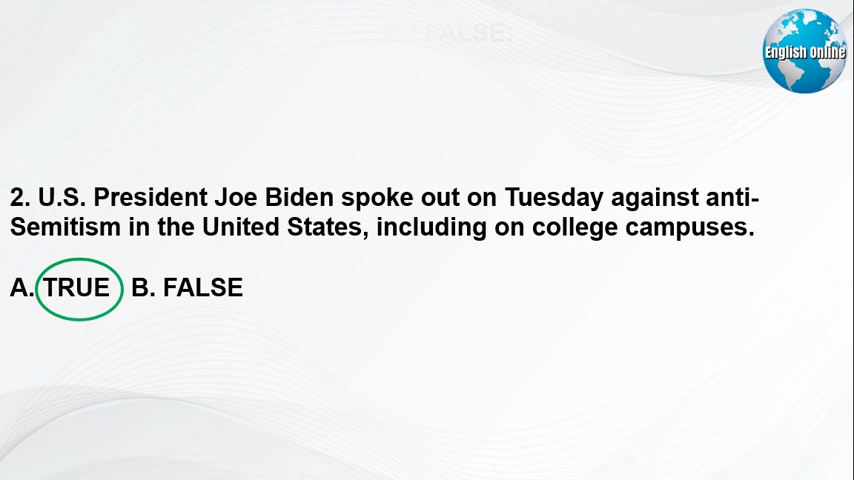 English Online
2. U.S. President Joe Biden spoke out on Tuesday against anti-
Semitism in the United States, including on college campuses.
A. TRUE B. FALSE